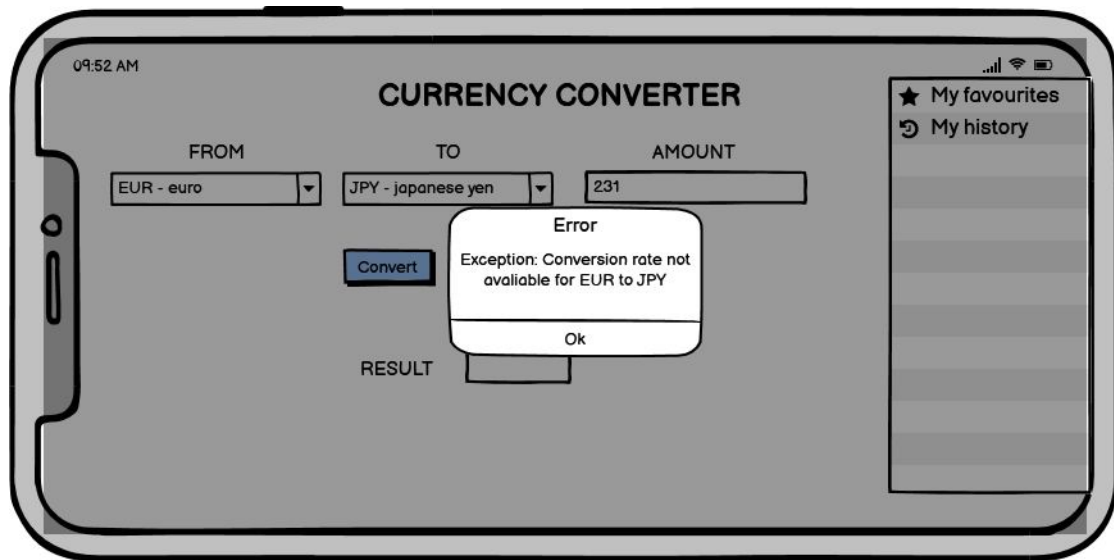 09:52 AM
CURRENCY CONVERTER
My favourites
My history
FROM
TO
AMOUNT
EUR - euro
JPY - japanese yen
231
Error
Exception: Conversion rate not
avaliable for EUR to JPY
Convert
Ok
RESULT